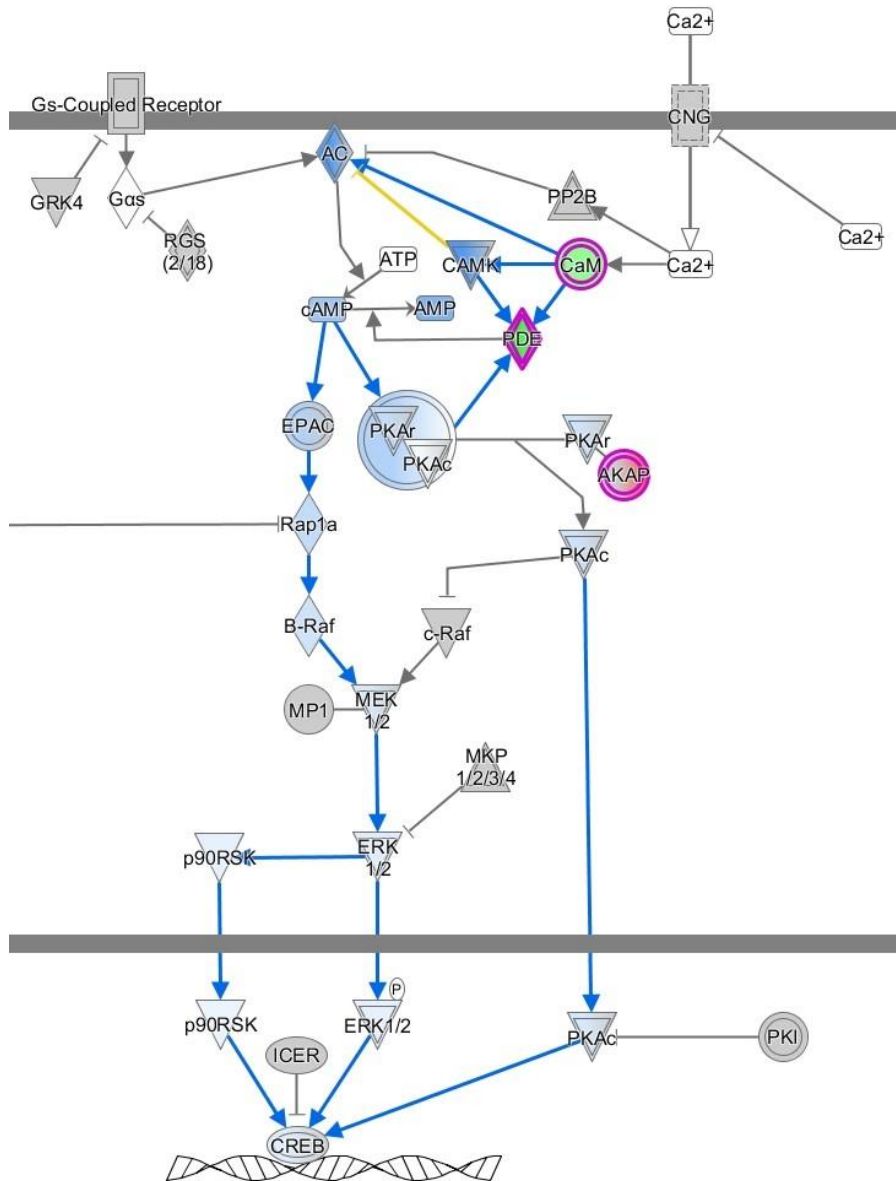 Ca2+
Gs-Coupled Receptor
CNG
AC
GRK4
Gαs
PP2B
RGS
(2/18)
ATP
CAMK
CaM
Ca2+
Ca2+
cAMP
AMP
PDE
EPAC
PKAr
PKAc
PKAr
AKAP
Rap1a
PKAc
B-Raf
c-Raf
MP1
MEK
1/2
MKP
1/2/3/4
p90RSK
ERK
1/2
P
p90RSK
ERK1/2
PKAc
PKI
ICER
CREB